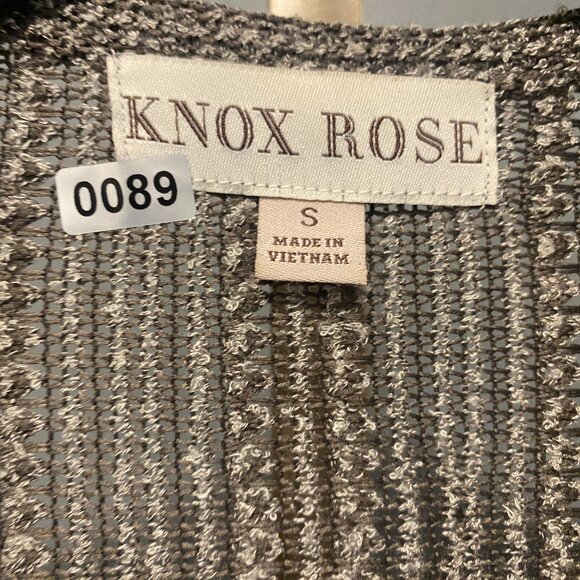 KNOX ROSE
0089
S
MADE IN
VIETNAM